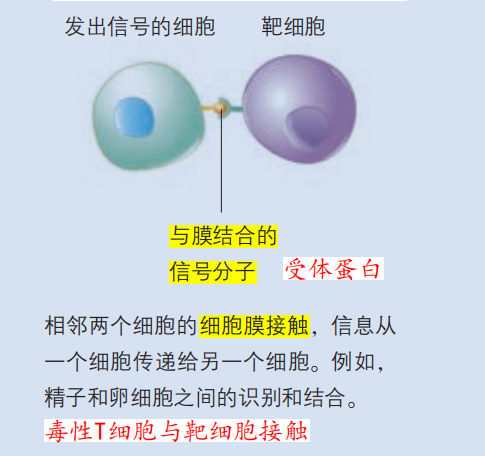 发出信号的细胞 靶细胞
与膜结合的
信号分子 受体蛋白
相邻两个细胞的细胞膜接触，信息从
一个细胞传递给另一个细胞。例如，
精子和卵细胞之间的识别和结合。
毒性T细胞与靶细胞接触